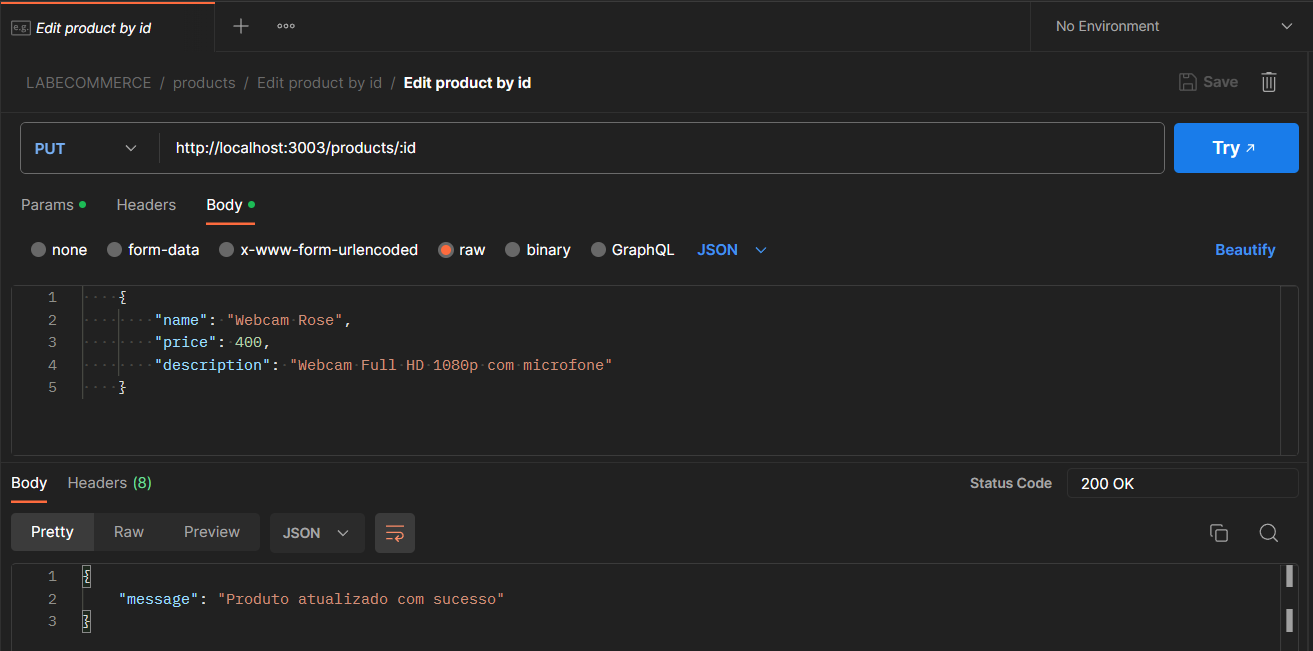 e.g. Edit product by id
No Environment
LABECOMMERCE / products / Edit product by id / Edit product by id
Save
PUT http://localhost:3003/products/:id
Try
Params Headers Body
none form-data x-www-form-urlencoded raw binary GraphQL JSON Beautify
1 {
2 "name": "Webcam Rose",
3 "price": 400,
4 "description": "Webcam Full HD 1080p com microfone"
5 }
Body Headers (8) Status Code 200 OK
Pretty Raw Preview JSON
1 {
2 "message": "Produto atualizado com sucesso"
3 }